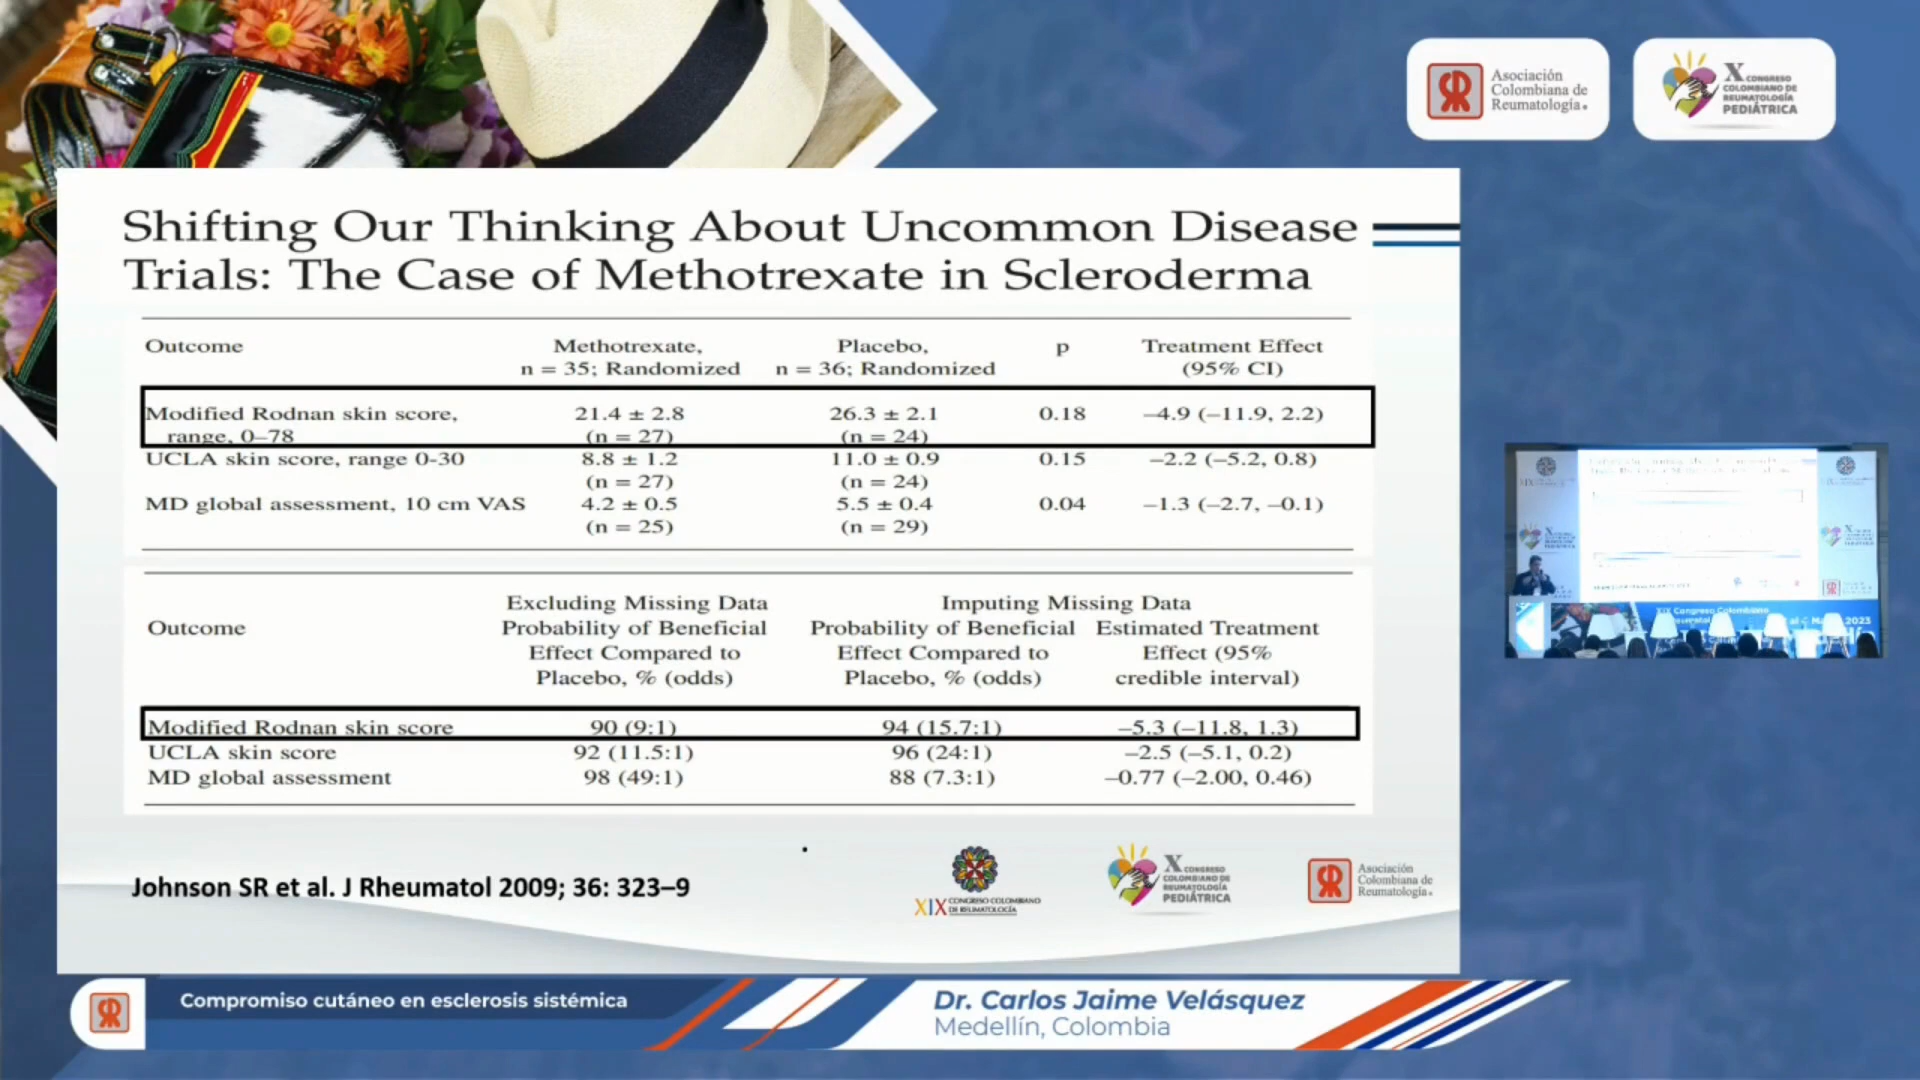 Asociación
Colombiana de
Reumatología.
X CONGRESO
COLOMBIANO DE
REUMATOLOGÍA
PEDIÁTRICA
Shifting Our Thinking About Uncommon Disease
Trials: The Case of Methotrexate in Scleroderma
Outcome Methotrexate, Placebo, p Treatment Effect
n = 35; Randomized n = 36; Randomized (95% CI)
Modified Rodnan skin score, 21.4 ± 2.8 26.3 ± 2.1 0.18 –4.9 (–11.9, 2.2)
range, 0–78 (n = 27) (n = 24)
UCLA skin score, range 0-30 8.8 ± 1.2 11.0 ± 0.9 0.15 –2.2 (–5.2, 0.8)
(n = 27) (n = 24)
MD global assessment, 10 cm VAS 4.2 ± 0.5 5.5 ± 0.4 0.04 –1.3 (–2.7, –0.1)
(n = 25) (n = 29)
Excluding Missing Data Imputing Missing Data
Outcome Probability of Beneficial Probability of Beneficial Estimated Treatment
Effect Compared to Effect Compared to Effect (95%
Placebo, % (odds) Placebo, % (odds) credible interval)
Modified Rodnan skin score 90 (9:1) 94 (15.7:1) –5.3 (–11.8, 1.3)
UCLA skin score 92 (11.5:1) 96 (24:1) –2.5 (–5.1, 0.2)
MD global assessment 98 (49:1) 88 (7.3:1) –0.77 (–2.00, 0.46)
Johnson SR et al. J Rheumatol 2009; 36: 323–9
XIX CONGRESO COLOMBIANO
DE REUMATOLOGÍA
X CONGRESO
COLOMBIANO DE
REUMATOLOGÍA
PEDIÁTRICA
Asociación
Colombiana de
Reumatología.
XIX Congreso Colombiano
2023
Compromiso cutáneo en esclerosis sistémica
Dr. Carlos Jaime Velásquez
Medellín, Colombia